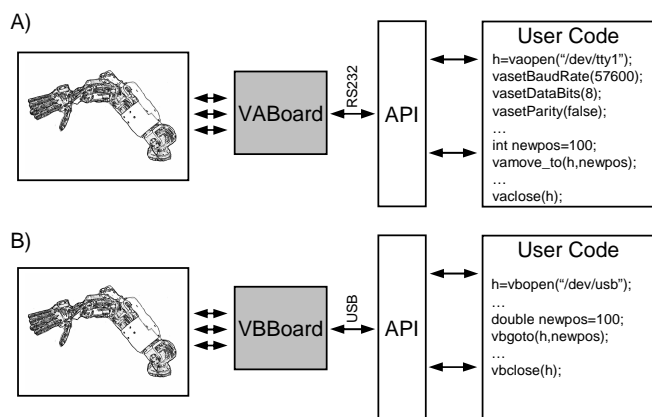 A)
VABoard
RS232
API
User Code
h=vaopen(“/dev/tty1”);
vasetBaudRate(57600);
vasetDataBits(8);
vasetParity(false);
…
int newpos=100;
vamove_to(h,newpos);
…
vaclose(h);
B)
VBBoard
USB
API
User Code
h=vbopen(“/dev/usb”);
…
double newpos=100;
vbgoto(h,newpos);
…
vbclose(h);